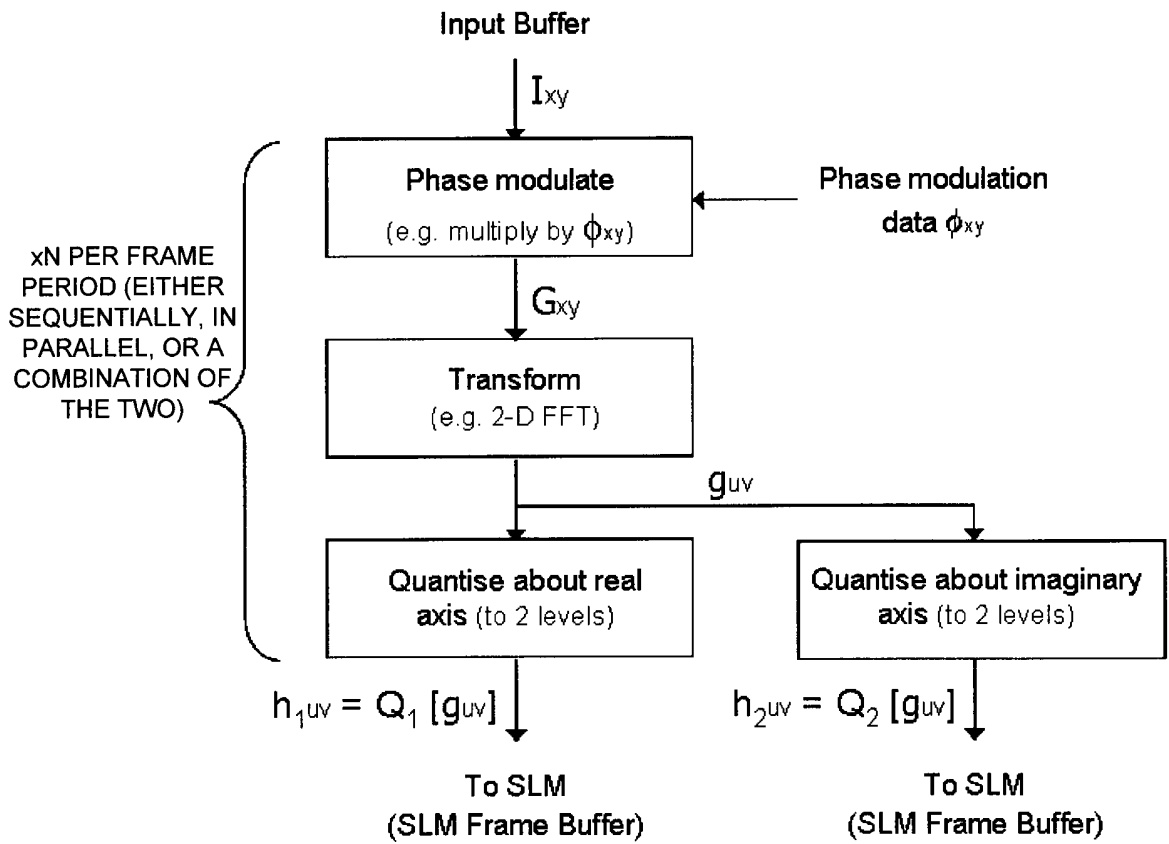 Input Buffer
Ixy
Phase modulate
(e.g. multiply by ϕxy)
Phase modulation
data ϕxy
xN PER FRAME
PERIOD (EITHER
SEQUENTIALLY, IN
PARALLEL, OR A
COMBINATION OF
THE TWO)
Gxy
Transform
(e.g. 2-D FFT)
guv
Quantise about real
axis (to 2 levels)
Quantise about imaginary
axis (to 2 levels)
h1uv = Q1 [guv]
h2uv = Q2 [guv]
To SLM
(SLM Frame Buffer)
To SLM
(SLM Frame Buffer)